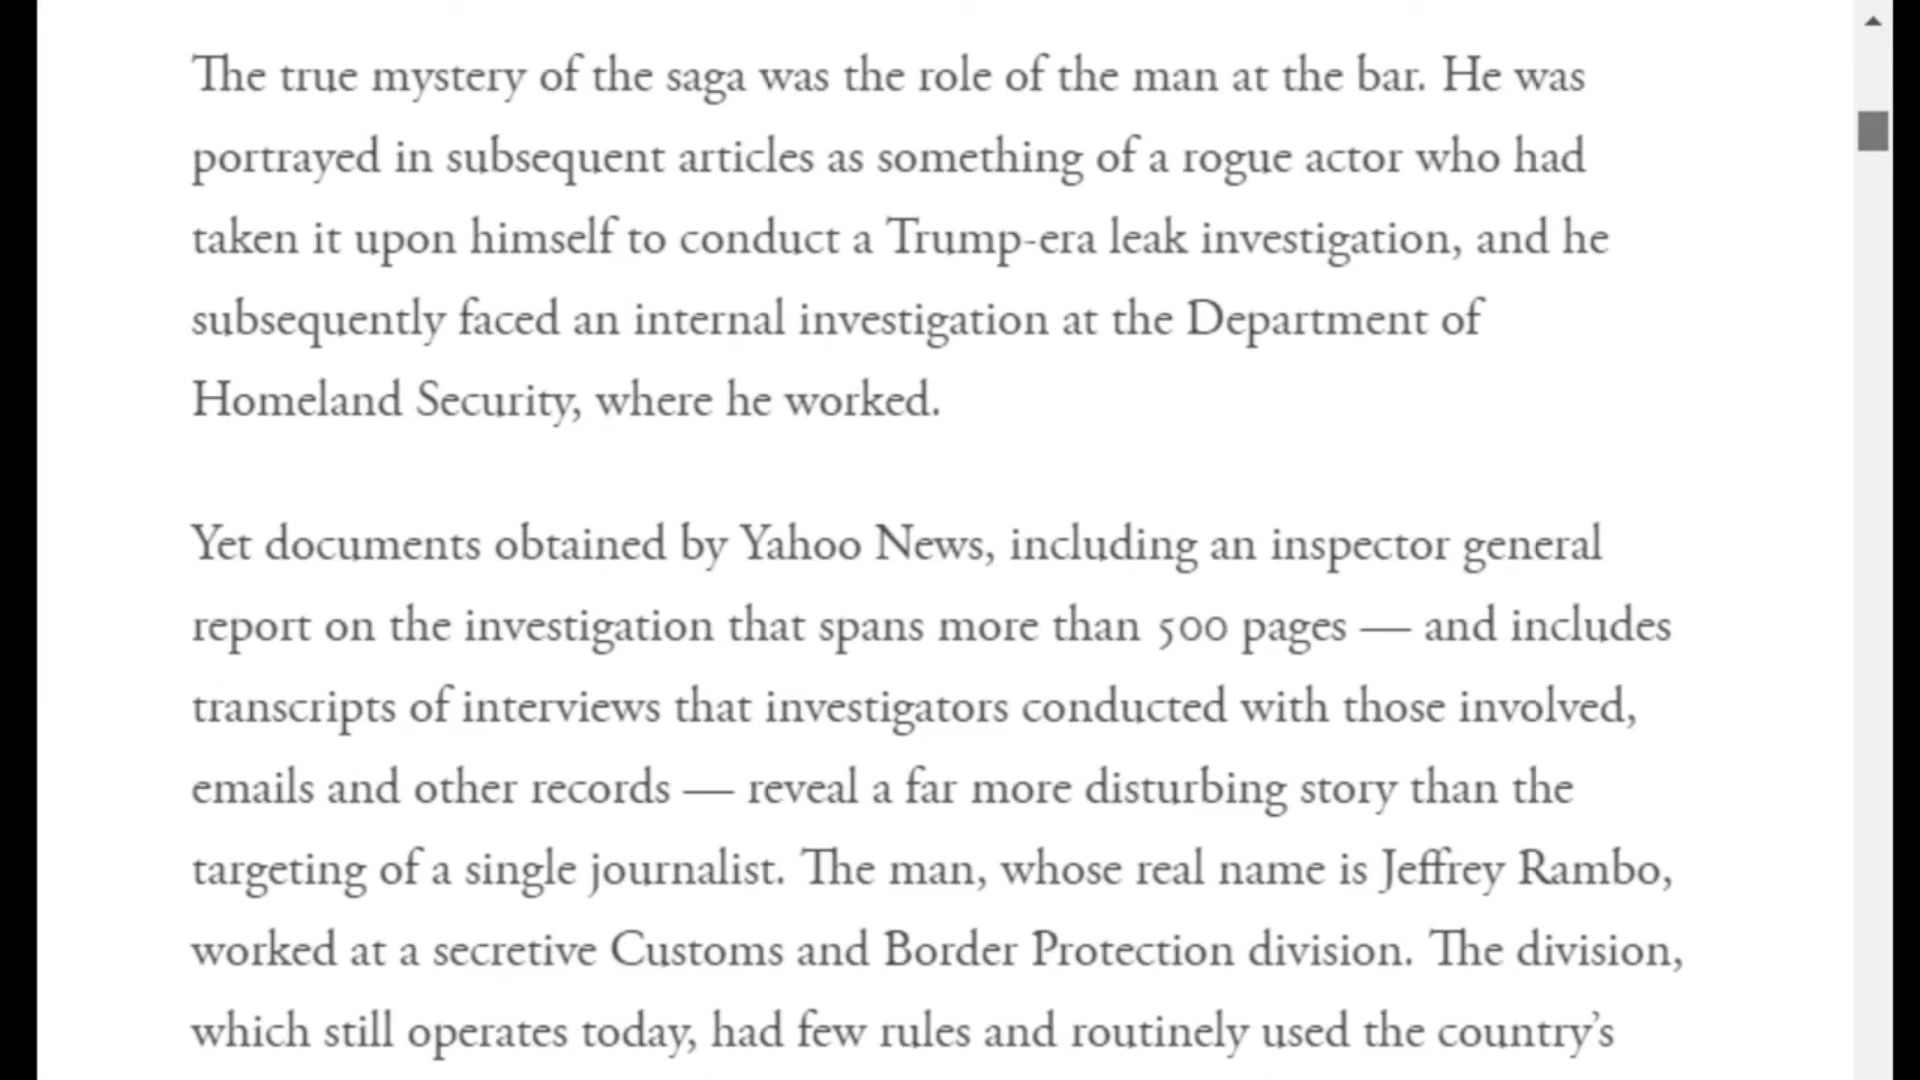 The true mystery of the saga was the role of the man at the bar. He was
portrayed in subsequent articles as something of a rogue actor who had
taken it upon himself to conduct a Trump-era leak investigation, and he
subsequently faced an internal investigation at the Department of
Homeland Security, where he worked.
Yet documents obtained by Yahoo News, including an inspector general
report on the investigation that spans more than 500 pages — and includes
transcripts of interviews that investigators conducted with those involved,
emails and other records — reveal a far more disturbing story than the
targeting of a single journalist. The man, whose real name is Jeffrey Rambo,
worked at a secretive Customs and Border Protection division. The division,
which still operates today, had few rules and routinely used the country’s